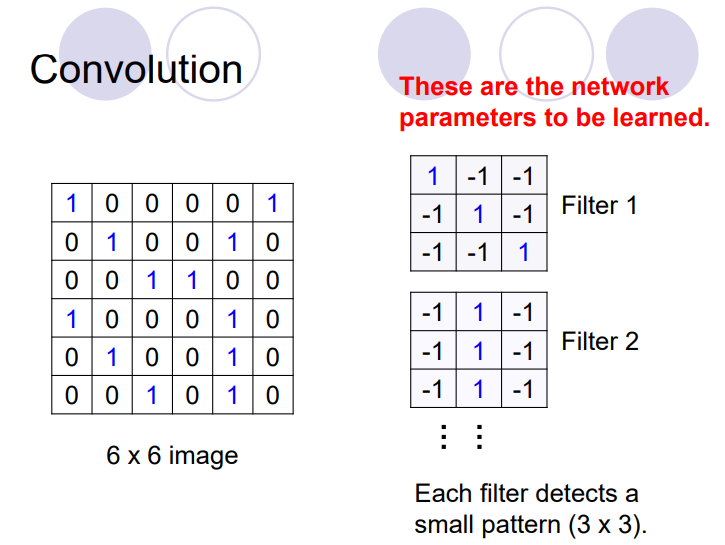 Convolution
These are the network
parameters to be learned.
1 0 0 0 0 1
0 1 0 0 1 0
0 0 1 1 0 0
1 0 0 0 1 0
0 1 0 0 1 0
0 0 1 0 1 0
6 x 6 image
1 -1 -1
-1 1 -1
-1 -1 1
Filter 1
-1 1 -1
-1 1 -1
-1 1 -1
Filter 2
⋮ ⋮
Each filter detects a
small pattern (3 x 3).